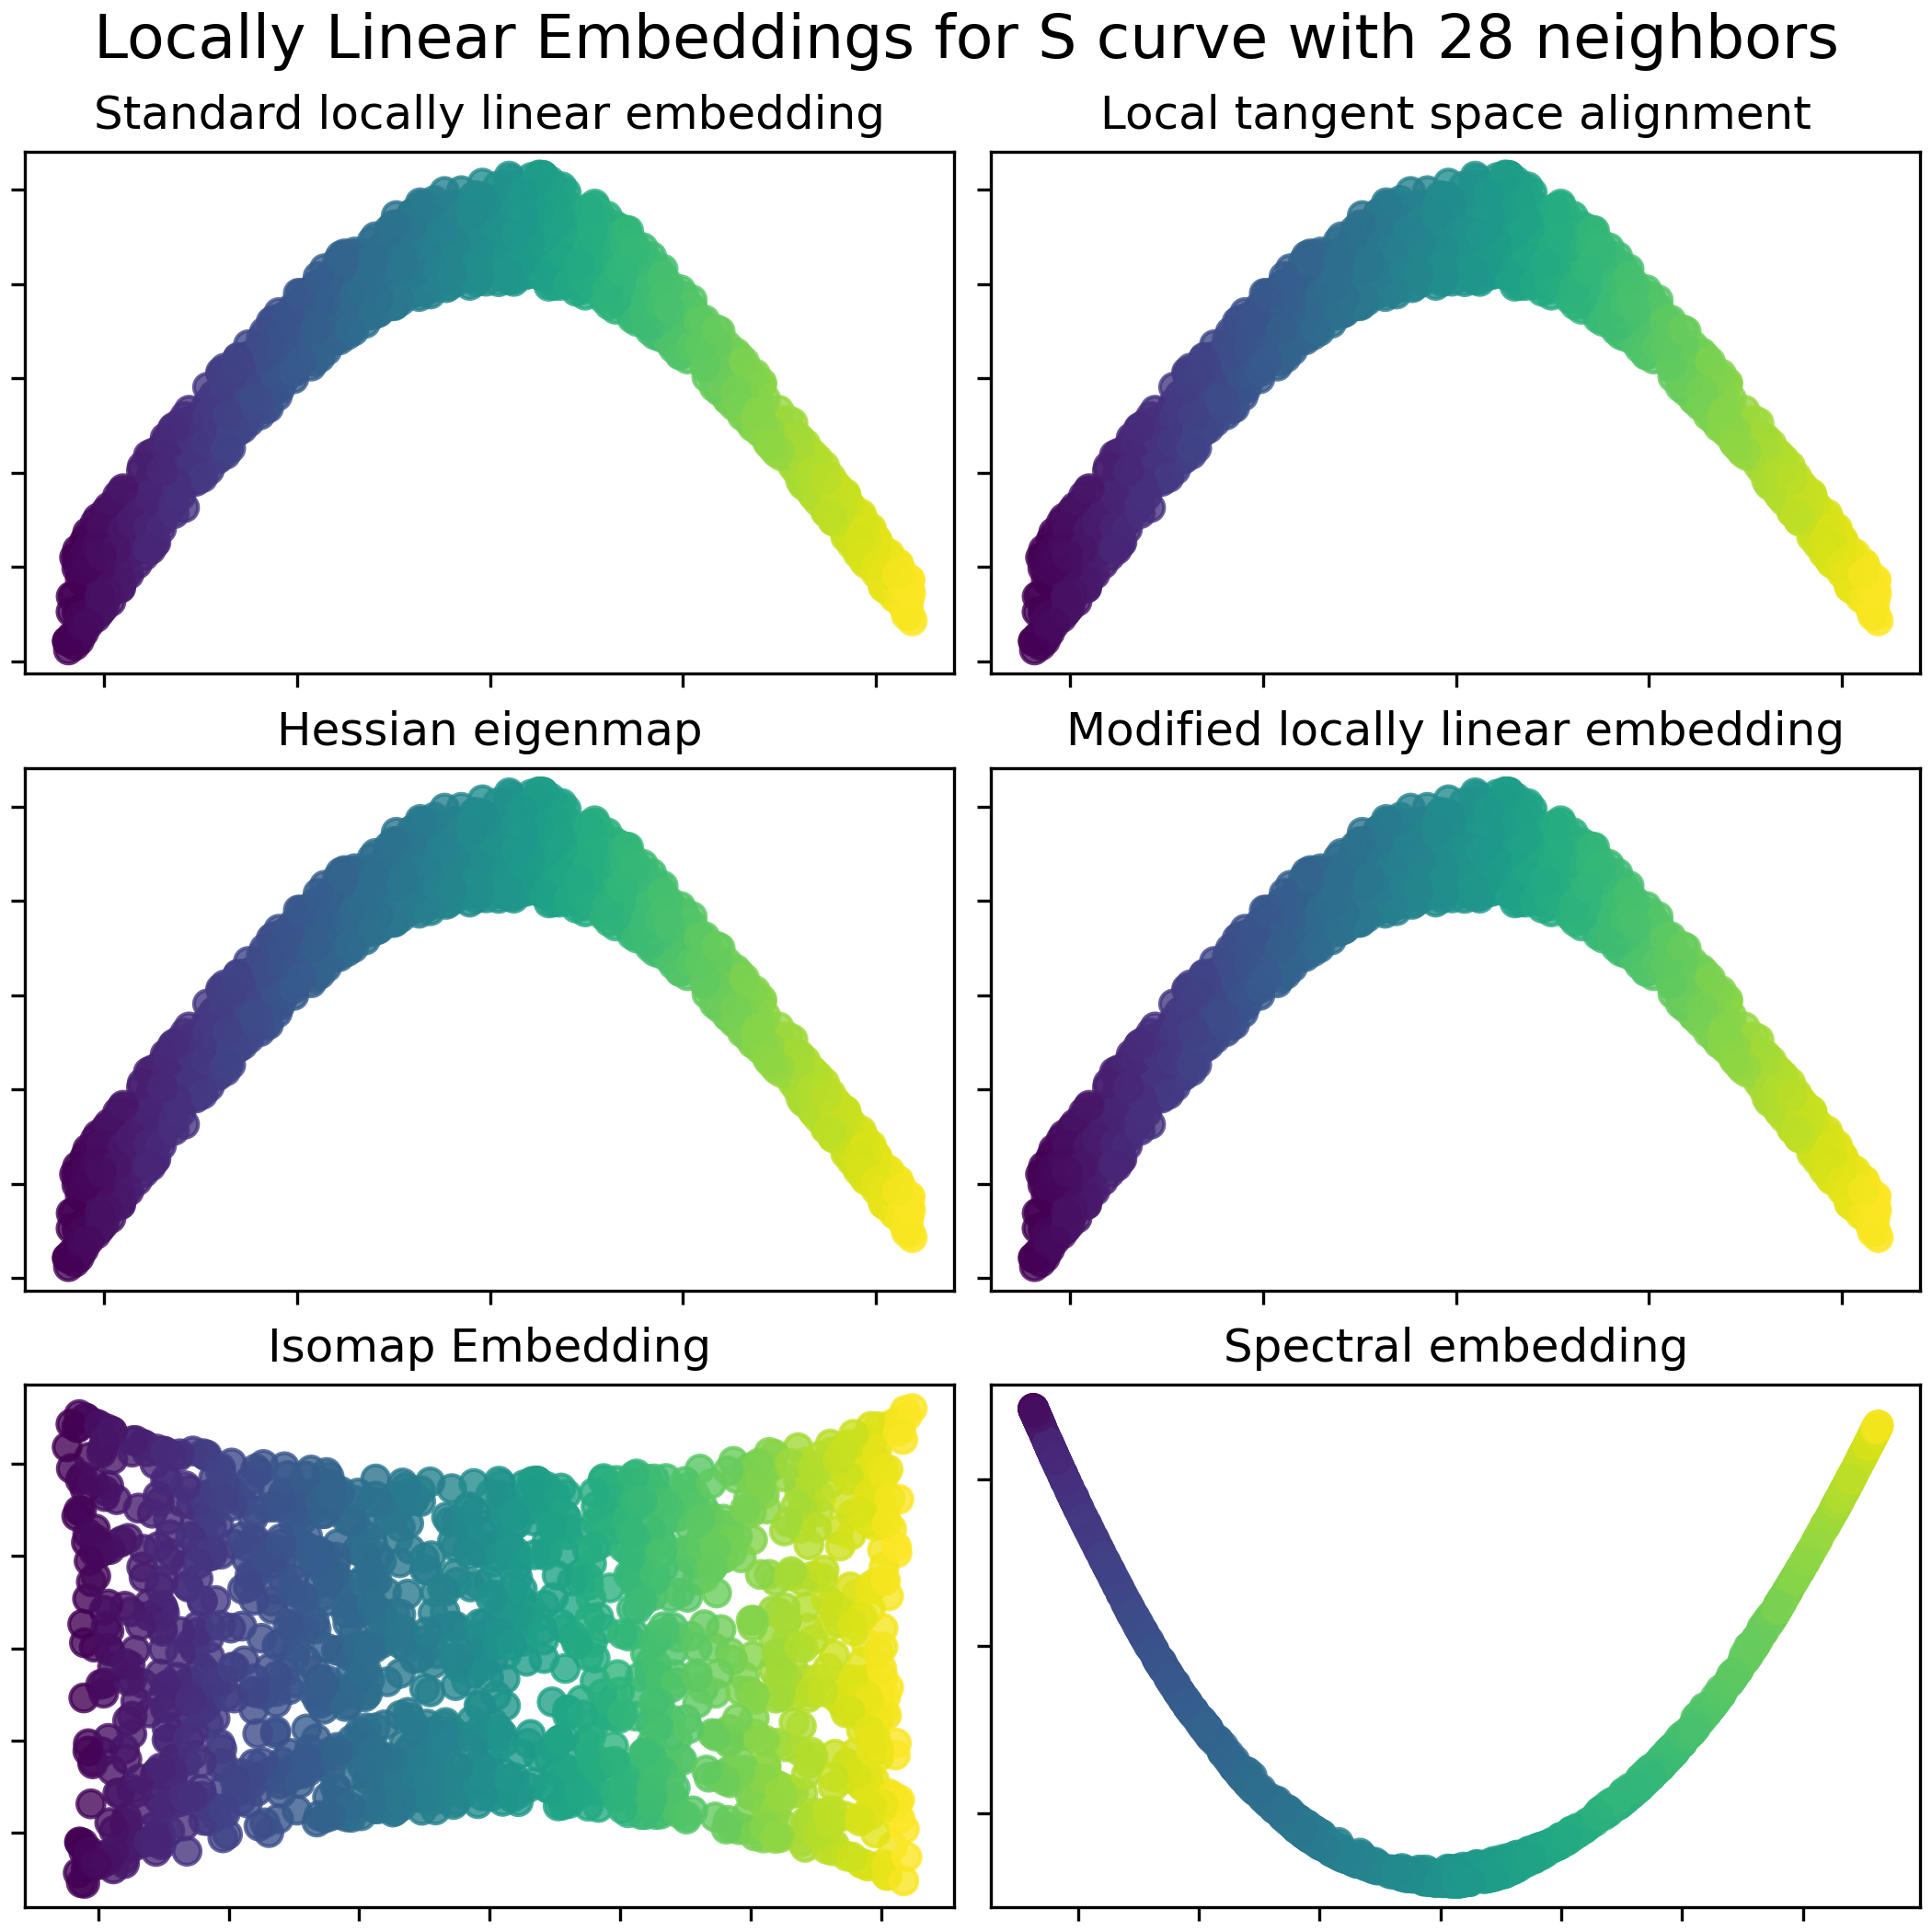 Locally Linear Embeddings for S curve with 28 neighbors
Standard locally linear embedding
Local tangent space alignment
Hessian eigenmap
Modified locally linear embedding
Isomap Embedding
Spectral embedding